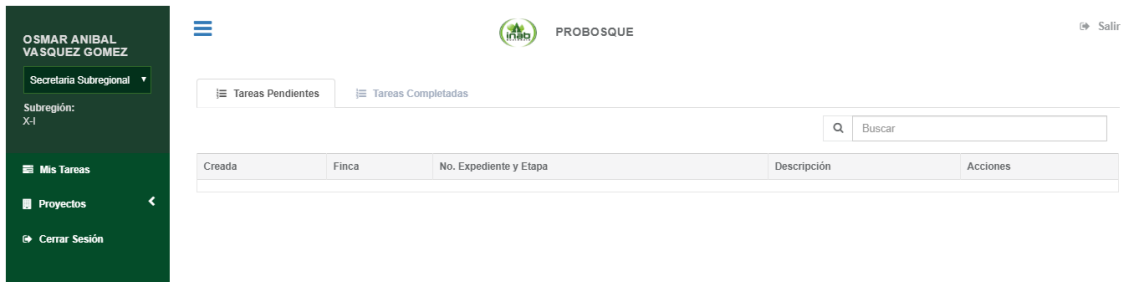 OSMAR ANIBAL
VASQUEZ GOMEZ
Secretaria Subregional
Subregión:
X-I
Mis Tareas
Proyectos
Cerrar Sesión
inab
PROBOSQUE
Salir
Tareas Pendientes
Tareas Completadas
Buscar
Creada
Finca
No. Expediente y Etapa
Descripción
Acciones